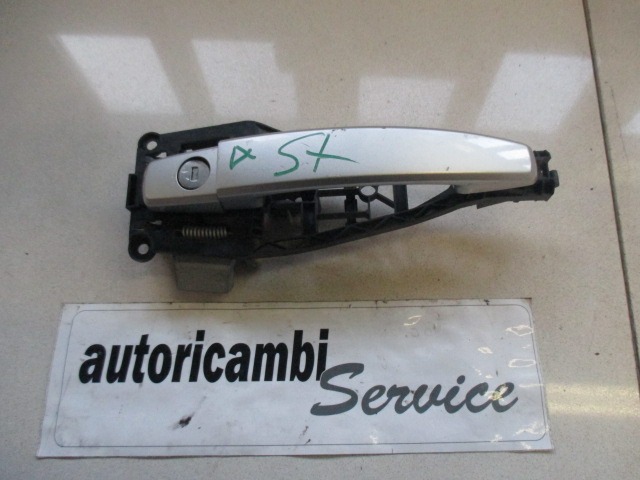 A SX
autoricambi
Service